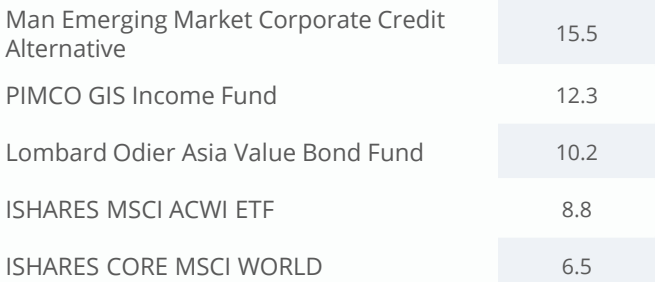 Man Emerging Market Corporate Credit
Alternative
15.5
PIMCO GIS Income Fund
12.3
Lombard Odier Asia Value Bond Fund
10.2
ISHARES MSCI ACWI ETF
8.8
ISHARES CORE MSCI WORLD
6.5